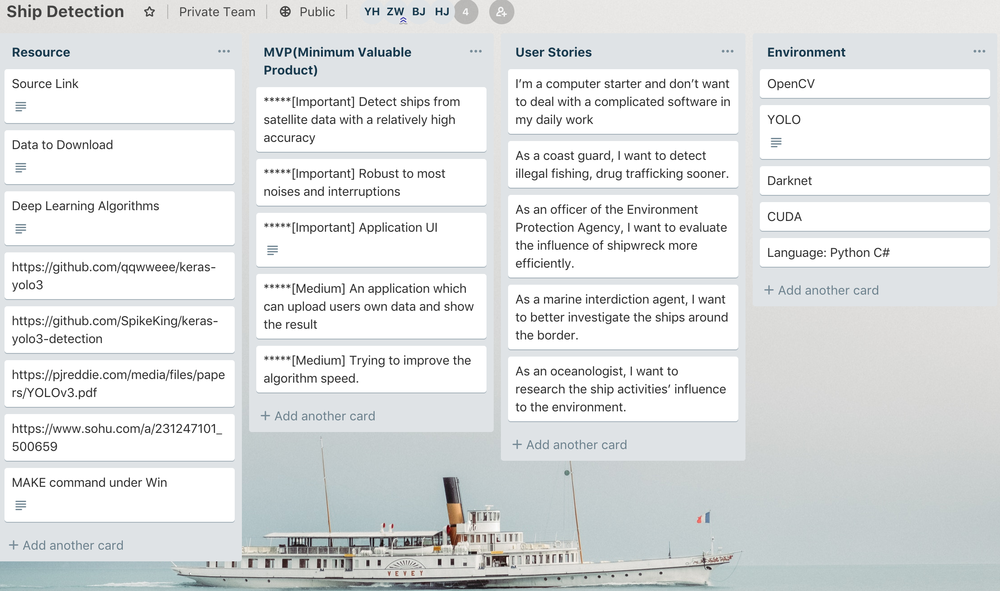 Ship Detection
Private Team
Public
YH ZW BJ HJ 4
Resource
Source Link
Data to Download
Deep Learning Algorithms
https://github.com/qqwweee/keras-
yolo3
https://github.com/SpikeKing/keras-
yolo3-detection
https://pjreddie.com/media/files/pape
rs/YOLOv3.pdf
https://www.sohu.com/a/231247101_
500659
MAKE command under Win
+ Add another card
MVP(Minimum Valuable
Product)
*****[Important] Detect ships from
satellite data with a relatively high
accuracy
*****[Important] Robust to most
noises and interruptions
*****[Important] Application UI
*****[Medium] An application which
can upload users own data and show
the result
*****[Medium] Trying to improve the
algorithm speed.
+ Add another card
User Stories
I’m a computer starter and don’t want
to deal with a complicated software in
my daily work
As a coast guard, I want to detect
illegal fishing, drug trafficking sooner.
As an officer of the Environment
Protection Agency, I want to evaluate
the influence of shipwreck more
efficiently.
As a marine interdiction agent, I want
to better investigate the ships around
the border.
As an oceanologist, I want to
research the ship activities’ influence
to the environment.
+ Add another card
Environment
OpenCV
YOLO
Darknet
CUDA
Language: Python C#
+ Add another card
VEVEY